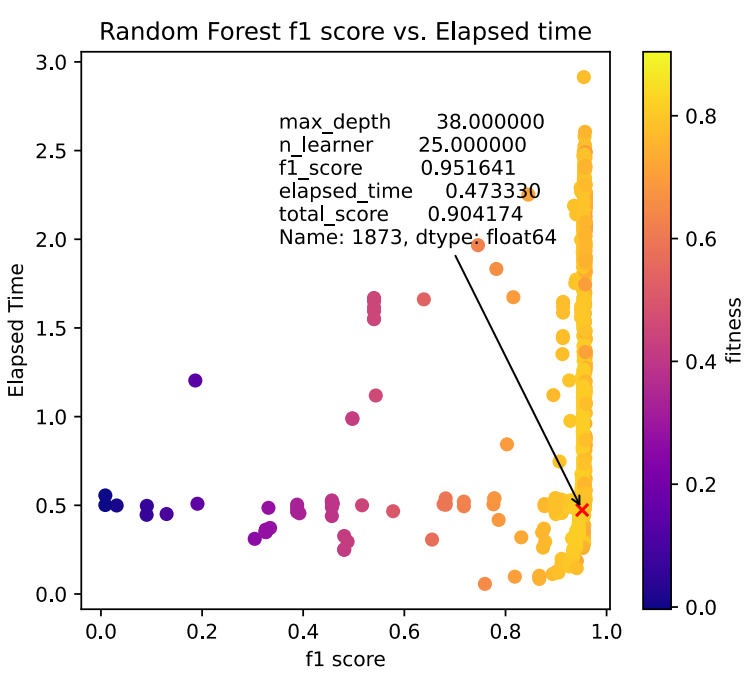 Random Forest f1 score vs. Elapsed time
3.0
2.5
2.0
1.5
1.0
0.5
0.0
Elapsed Time
max_depth 38.000000
n_learner 25.000000
f1_score 0.951641
elapsed_time 0.473330
total_score 0.904174
Name: 1873, dtype: float64
0.0 0.2 0.4 0.6 0.8 1.0
f1 score
0.8
0.6
0.4
0.2
0.0
fitness